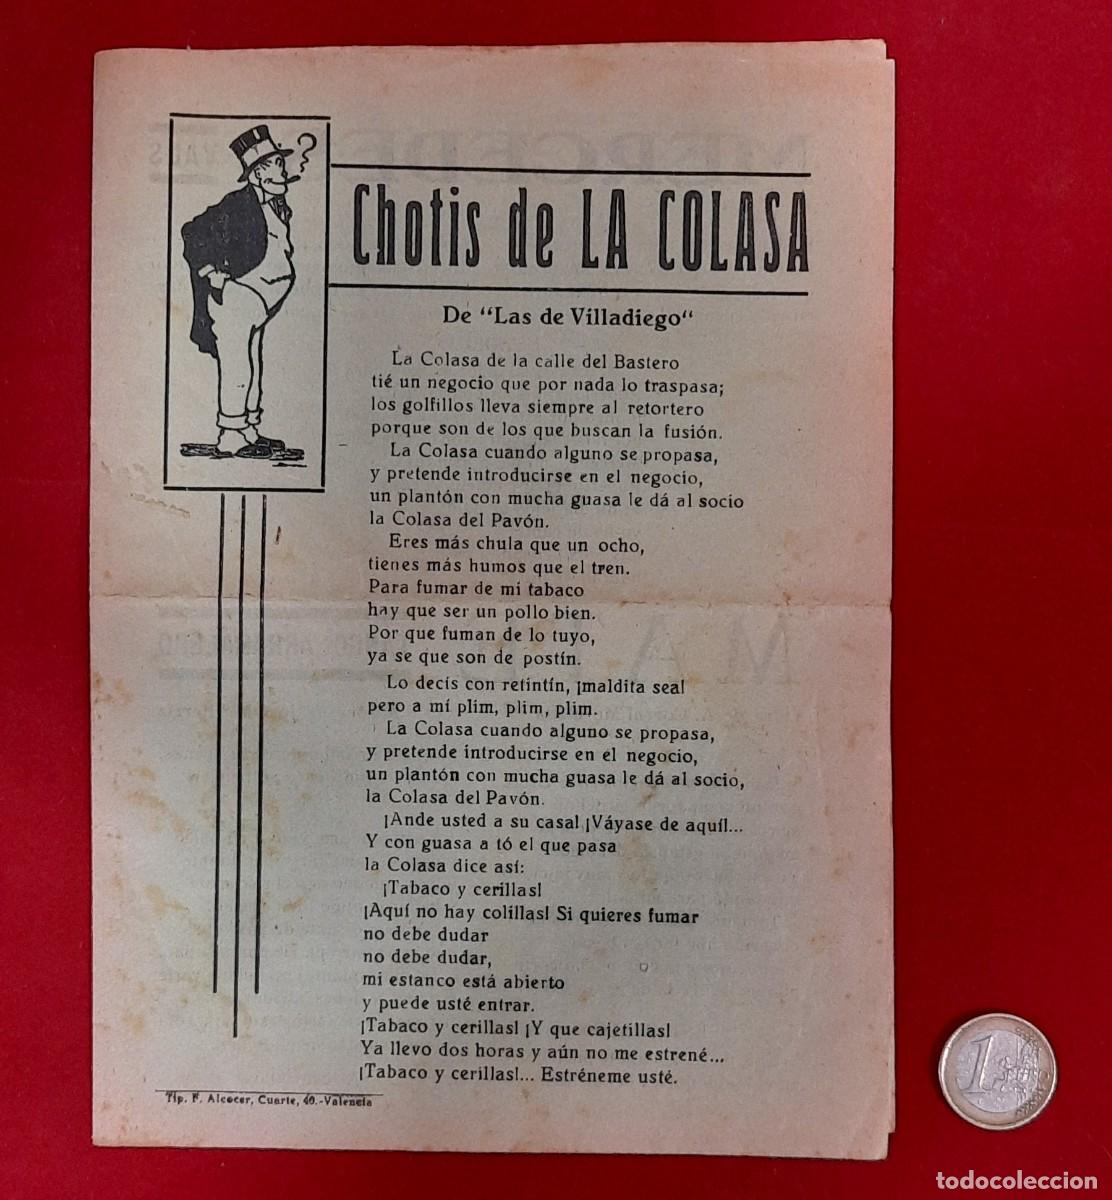 Chotis de LA COLASA
De "Las de Villadiego"
La Colasa de la calle del Bastero
tié un negocio que por nada lo traspasa;
los golfillos lleva siempre al retortero
porque son de los que buscan la fusión.
La Colasa cuando alguno se propasa,
y pretende introducirse en el negocio,
un plantón con mucha guasa le dá al socio
la Colasa del Pavón.
Eres más chula que un ocho,
tienes más humos que el tren.
Para fumar de mi tabaco
hay que ser un pollo bien.
Por que fuman de lo tuyo,
ya se que son de postín.
Lo decis con retintín, ¡maldita sea!
pero a mí plim, plim, plim.
La Colasa cuando alguno se propasa,
y pretende introducirse en el negocio,
un plantón con mucha guasa le dá al socio,
la Colasa del Pavón.
¡Ande usted a su casa! ¡Váyase de aquí!...
Y con guasa a tó el que pasa
la Colasa dice así:
¡Tabaco y cerillas!
¡Aquí no hay colillas! Si quieres fumar
no debe dudar
no debe dudar,
mi estanco está abierto
y puede usté entrar.
¡Tabaco y cerillas! ¡Y que cajetillas!
Ya llevo dos horas y aún no me estrené...
¡Tabaco y cerillas!... Estréneme usté.
Tip. F. Alcocer, Cuarte, 40.-Valencia
1
todocoleccion